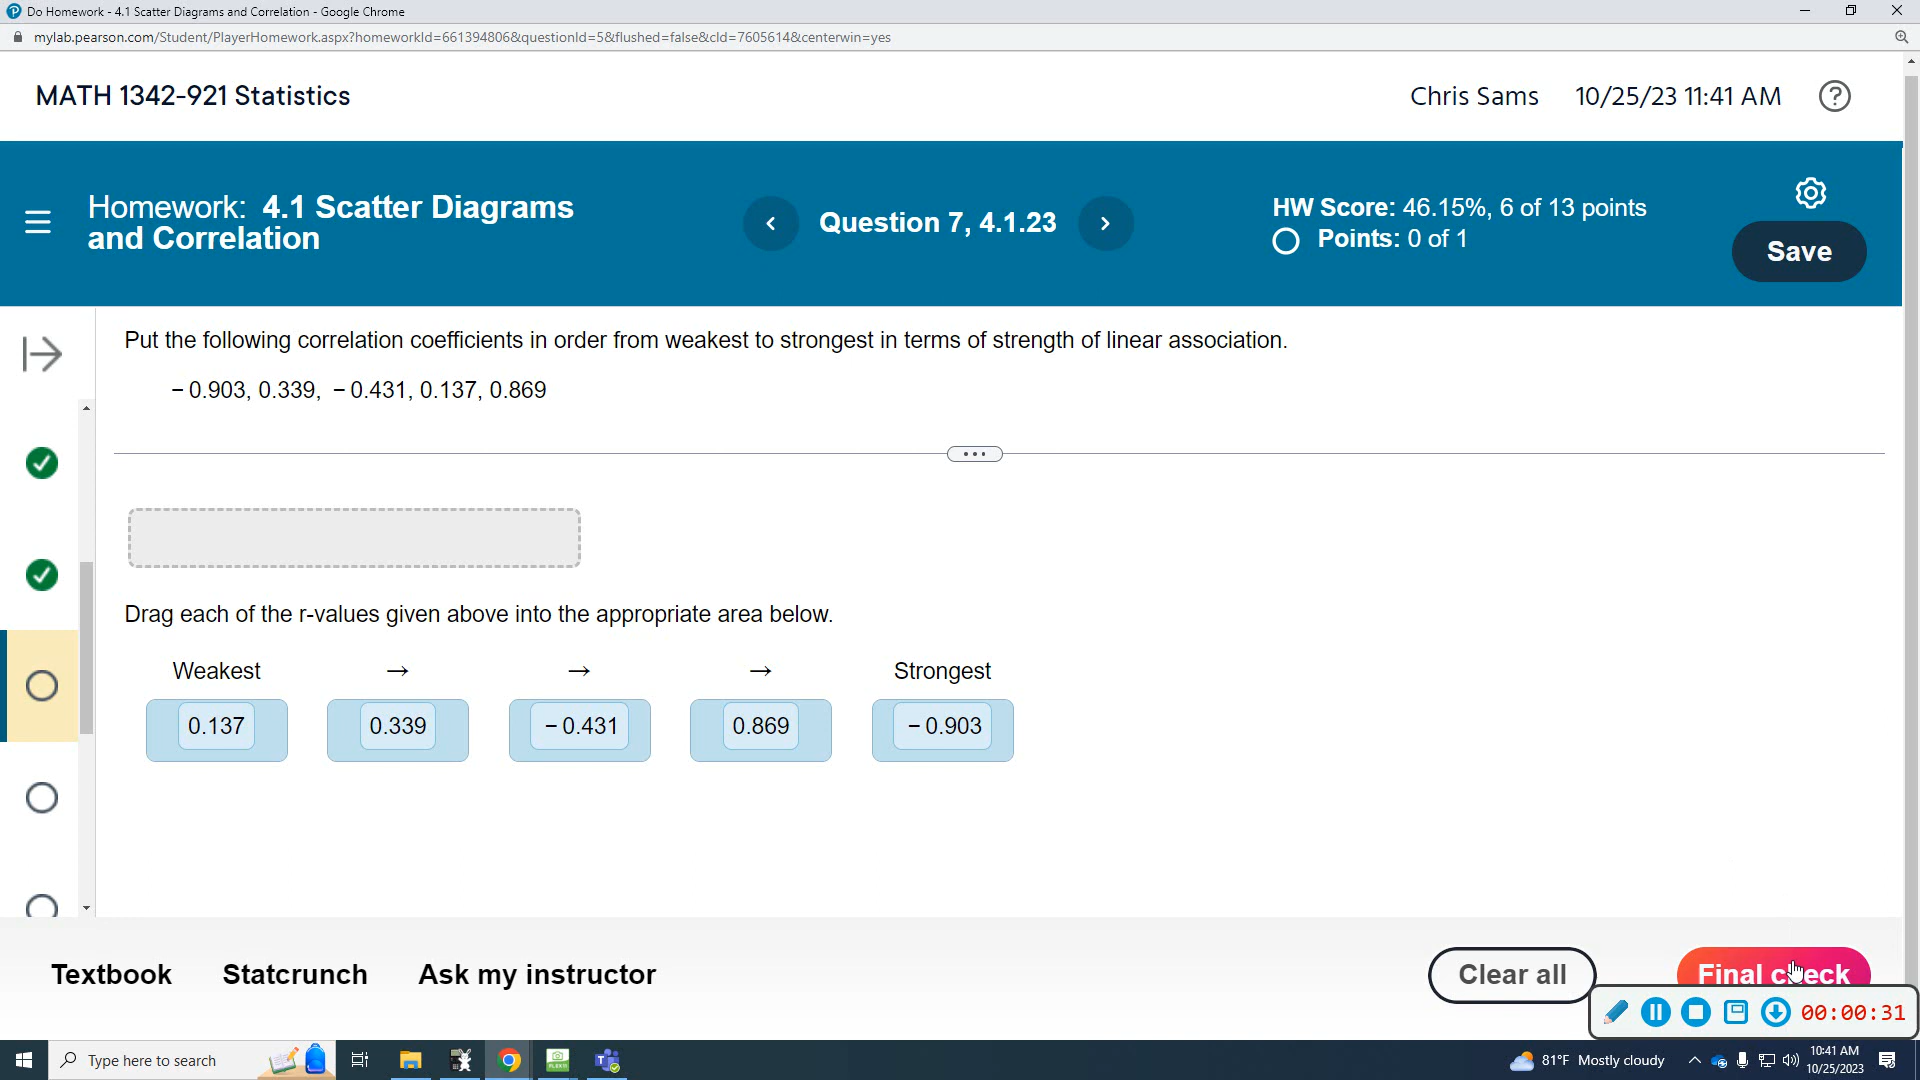 Do Homework - 4.1 Scatter Diagrams and Correlation - Google Chrome
mylab.pearson.com/Student/PlayerHomework.aspx?homeworkId=661394806&questionId=5&flushed=false&cId=7605614&centerwin=yes
MATH 1342-921 Statistics
Chris Sams 10/25/23 11:41 AM ?
Homework: 4.1 Scatter Diagrams and Correlation
Question 7, 4.1.23
HW Score: 46.15%, 6 of 13 points
Points: 0 of 1
Save
Put the following correlation coefficients in order from weakest to strongest in terms of strength of linear association.
− 0.903, 0.339, − 0.431, 0.137, 0.869
Drag each of the r-values given above into the appropriate area below.
Weakest → → → Strongest
0.137 0.339 − 0.431 0.869 − 0.903
Textbook Statcrunch Ask my instructor
Clear all Final check
00:00:31
Type here to search
81°F Mostly cloudy
10:41 AM
10/25/2023